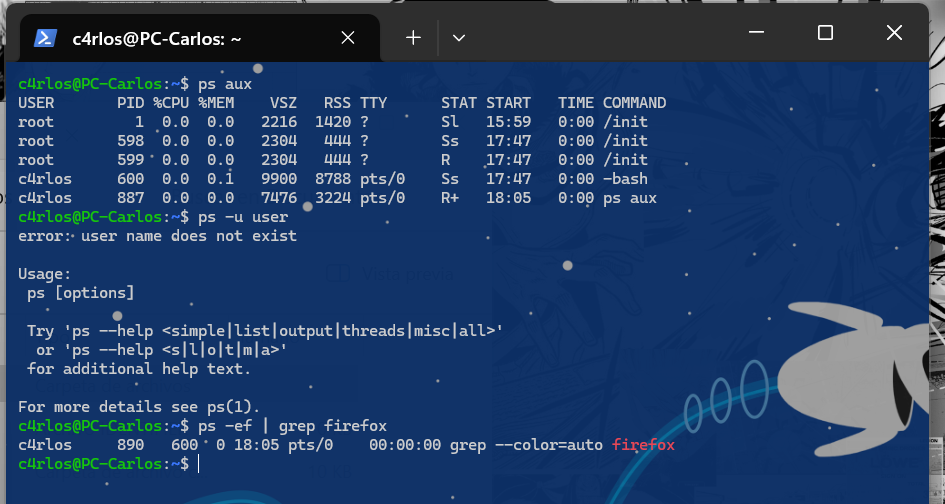 c4rlos@PC-Carlos: ~
c4rlos@PC-Carlos:~$ ps aux
USER       PID %CPU %MEM    VSZ   RSS TTY      STAT START   TIME COMMAND
root         1  0.0  0.0   2216  1420 ?        Sl   15:59   0:00 /init
root       598  0.0  0.0   2304   444 ?        Ss   17:47   0:00 /init
root       599  0.0  0.0   2304   444 ?        R    17:47   0:00 /init
c4rlos     600  0.0  0.1   9900  8788 pts/0    Ss   17:47   0:00 -bash
c4rlos     887  0.0  0.0   7476  3224 pts/0    R+   18:05   0:00 ps aux
c4rlos@PC-Carlos:~$ ps -u user
error: user name does not exist
Usage:
 ps [options]
 Try 'ps --help <simple|list|output|threads|misc|all>'
  or 'ps --help <s|l|o|t|m|a>'
 for additional help text.
For more details see ps(1).
c4rlos@PC-Carlos:~$ ps -ef | grep firefox
c4rlos     890   600  0 18:05 pts/0    00:00:00 grep --color=auto firefox
c4rlos@PC-Carlos:~$